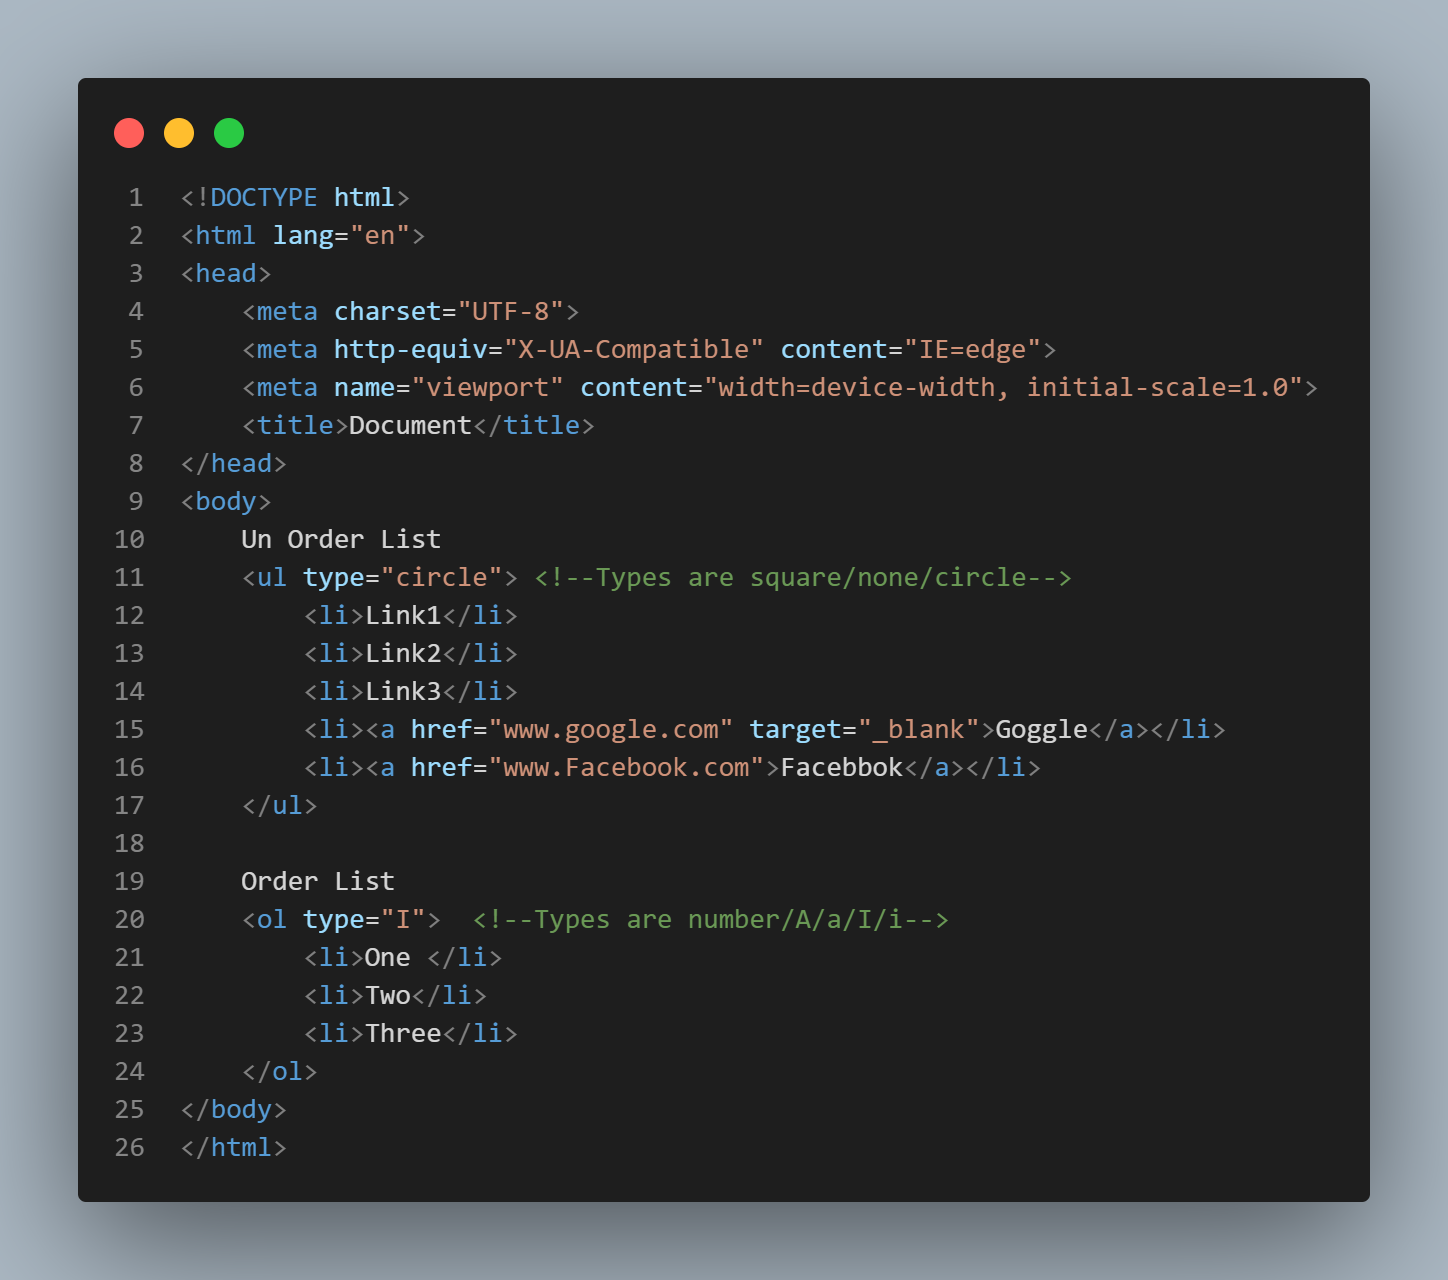 1 <!DOCTYPE html>
2 <html lang="en">
3 <head>
4     <meta charset="UTF-8">
5     <meta http-equiv="X-UA-Compatible" content="IE=edge">
6     <meta name="viewport" content="width=device-width, initial-scale=1.0">
7     <title>Document</title>
8 </head>
9 <body>
10     Un Order List
11     <ul type="circle"> <!--Types are square/none/circle-->
12         <li>Link1</li>
13         <li>Link2</li>
14         <li>Link3</li>
15         <li><a href="www.google.com" target="_blank">Goggle</a></li>
16         <li><a href="www.Facebook.com">Facebbok</a></li>
17     </ul>
18
19     Order List
20     <ol type="I">  <!--Types are number/A/a/I/i-->
21         <li>One </li>
22         <li>Two</li>
23         <li>Three</li>
24     </ol>
25 </body>
26 </html>